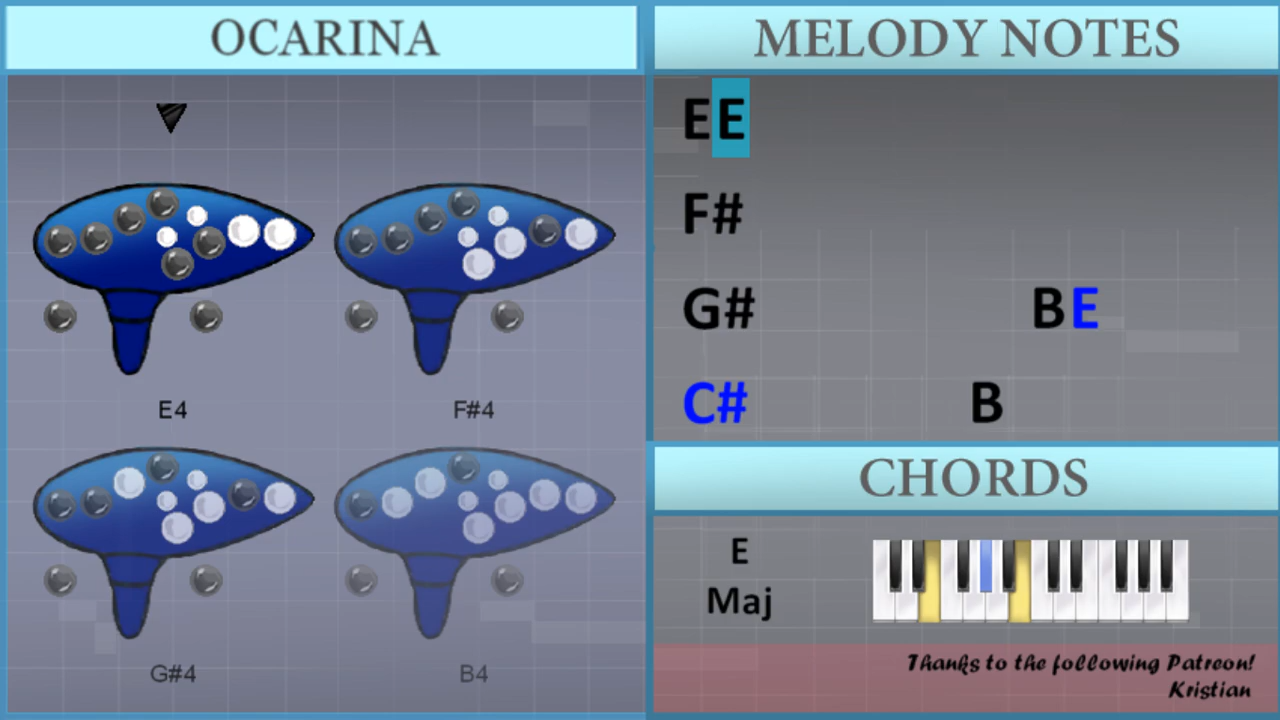 OCARINA
E4
F#4
G#4
B4
MELODY NOTES
EE
F#
G# BE
C# B
CHORDS
E
Maj
Thanks to the following Patreon!
Kristian